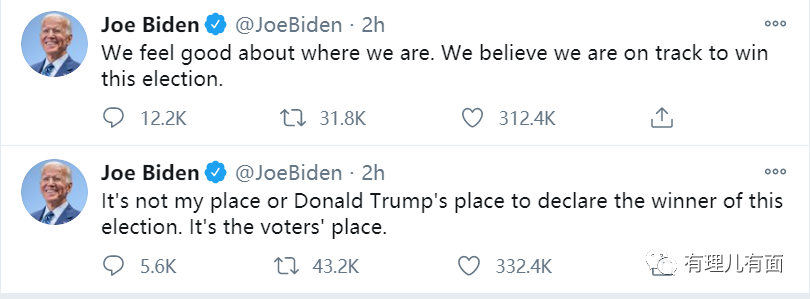 Joe Biden @JoeBiden · 2h
We feel good about where we are. We believe we are on track to win
this election.
12.2K 31.8K 312.4K
Joe Biden @JoeBiden · 2h
It's not my place or Donald Trump's place to declare the winner of this
election. It's the voters' place.
5.6K 43.2K 332.4K 有理儿有面